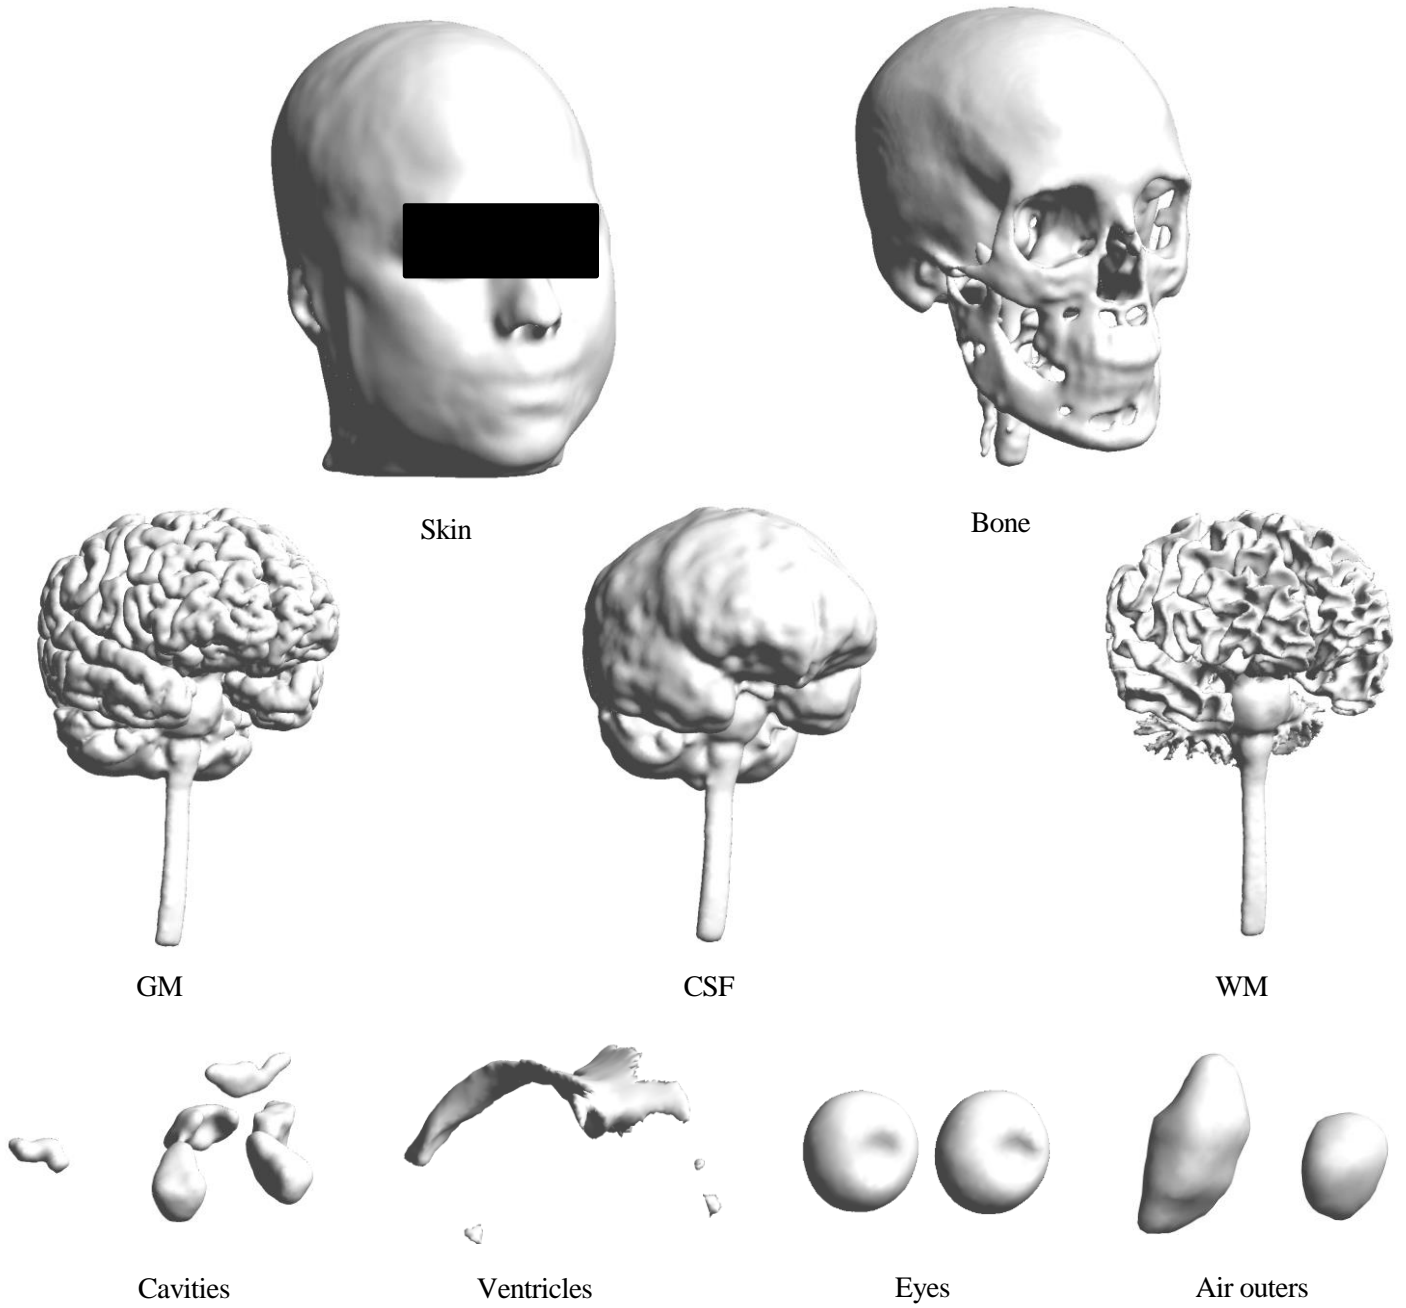 Skin
Bone
GM
CSF
WM
Cavities
Ventricles
Eyes
Air outers